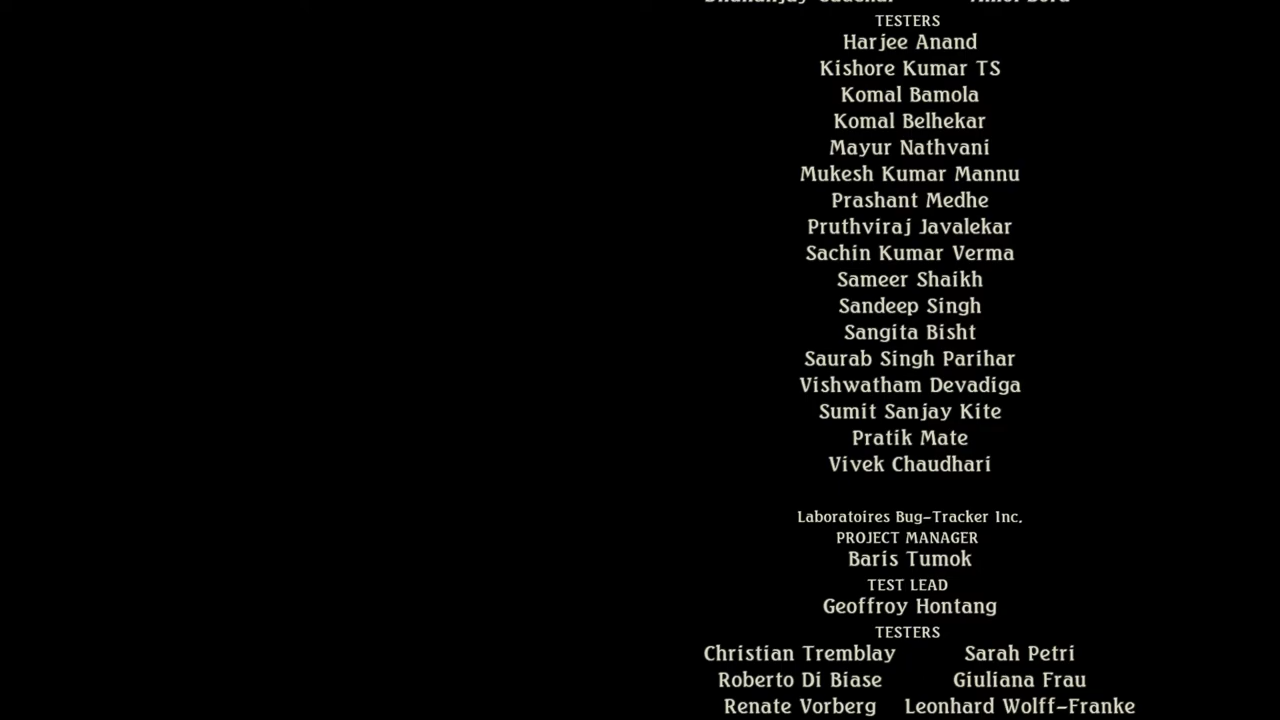 TESTERS
Harjee Anand
Kishore Kumar TS
Komal Bamola
Komal Belhekar
Mayur Nathvani
Mukesh Kumar Mannu
Prashant Medhe
Pruthviraj Javalekar
Sachin Kumar Verma
Sameer Shaikh
Sandeep Singh
Sangita Bisht
Saurab Singh Parihar
Vishwatham Devadiga
Sumit Sanjay Kite
Pratik Mate
Vivek Chaudhari
Laboratoires Bug-Tracker Inc.
PROJECT MANAGER
Baris Tumok
TEST LEAD
Geoffroy Hontang
TESTERS
Christian Tremblay Sarah Petri
Roberto Di Biase Giuliana Frau
Renate Vorberg Leonhard Wolff-Franke